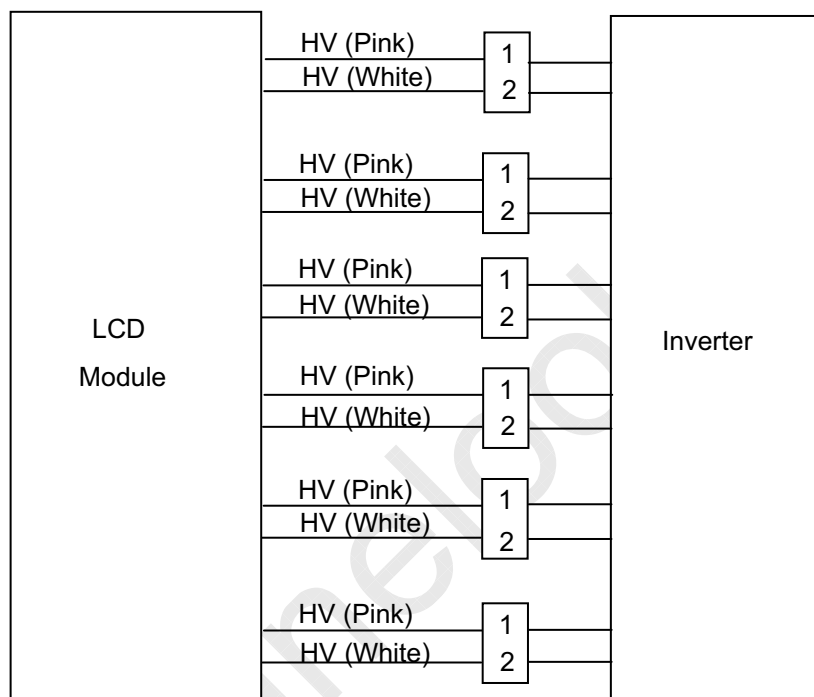 HV (Pink)
1
HV (White)
2
HV (Pink)
1
HV (White)
2
HV (Pink)
1
HV (White)
2
LCD
Module
Inverter
HV (Pink)
1
HV (White)
2
HV (Pink)
1
HV (White)
2
HV (Pink)
1
HV (White)
2